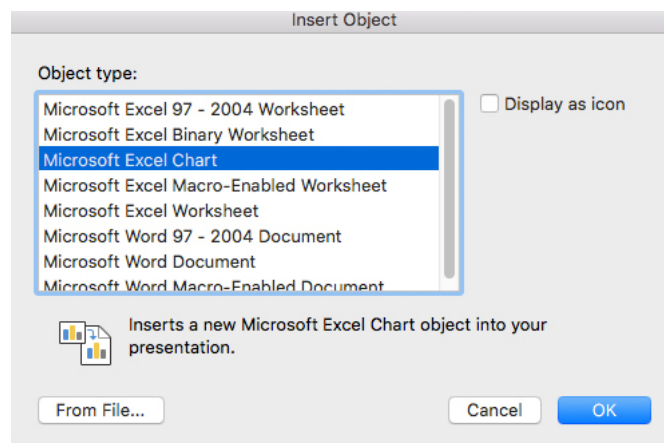 Insert Object
Object type:
Display as icon
Microsoft Excel 97 - 2004 Worksheet
Microsoft Excel Binary Worksheet
Microsoft Excel Chart
Microsoft Excel Macro-Enabled Worksheet
Microsoft Excel Worksheet
Microsoft Word 97 - 2004 Document
Microsoft Word Document
Microsoft Word Macro-Enabled Document
Inserts a new Microsoft Excel Chart object into your
presentation.
From File...
Cancel
OK